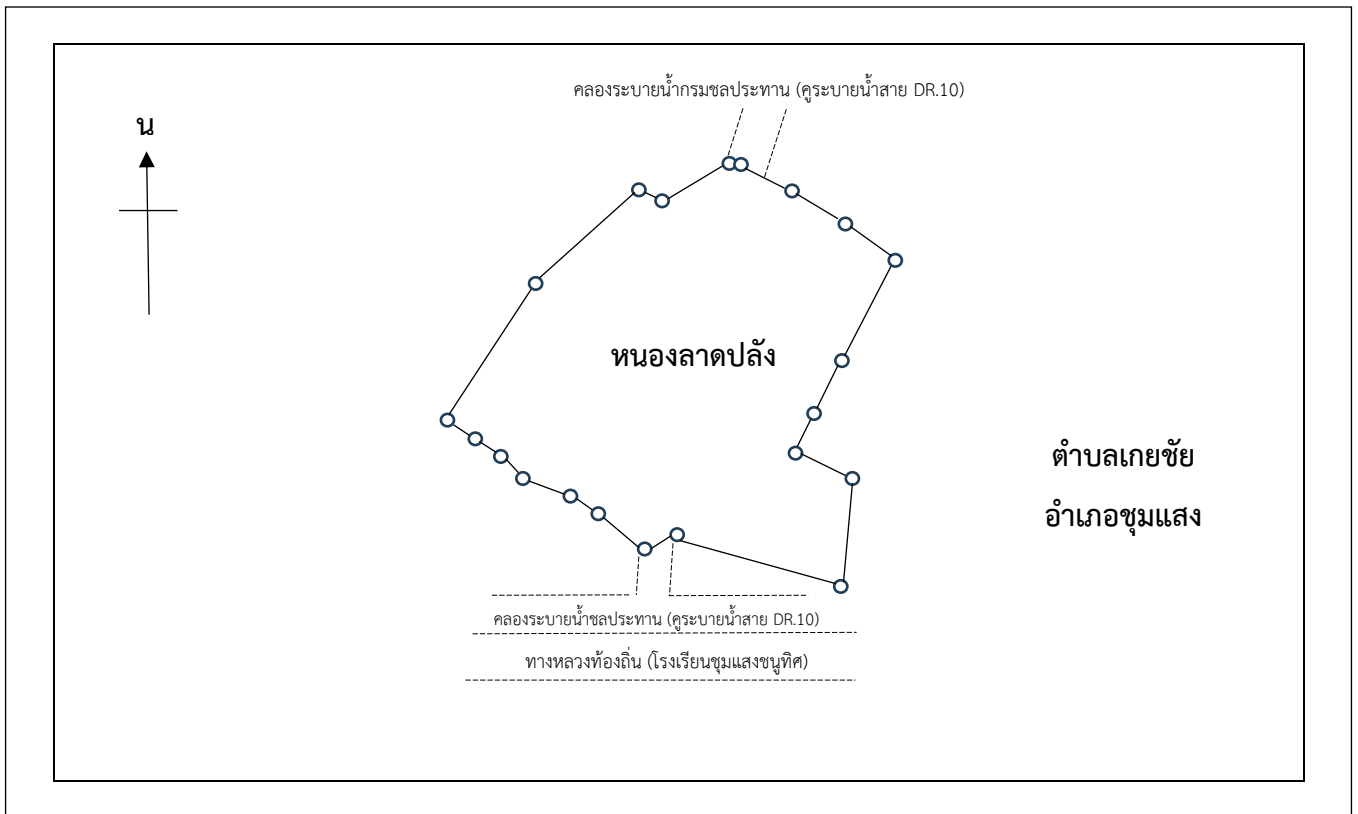 คลองระบายน้ำกรมชลประทาน (คูระบายน้ำสาย DR.10)
น
หนองลาดปลัง
ตำบลเกยชัย
อำเภอชุมแสง
คลองระบายน้ำชลประทาน (คูระบายน้ำสาย DR.10)
ทางหลวงท้องถิ่น (โรงเรียนชุมแสงชนูทิศ)